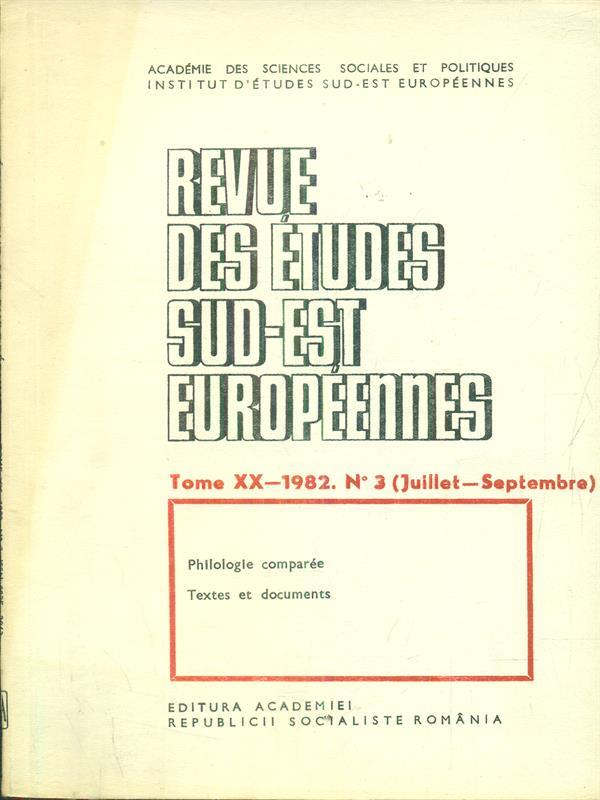 ACADÉMIE DES SCIENCES SOCIALES ET POLITIQUES
INSTITUT D'ÉTUDES SUD-EST EUROPÉENNES
REVUE
DES ÉTUDES
SUD-EST
EUROPÉENNES
Tome XX—1982. N° 3 (Juillet—Septembre)
Philologie comparée
Textes et documents
EDITURA ACADEMIEI
REPUBLICII SOCIALISTE ROMÂNIA